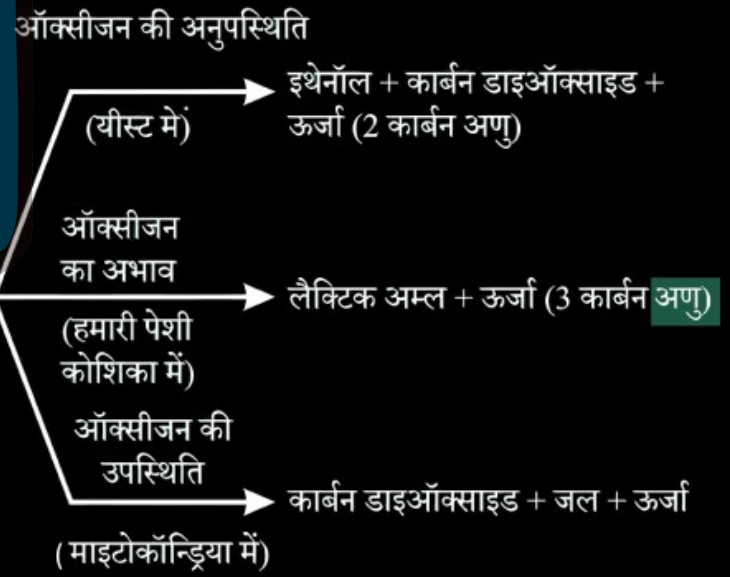 ऑक्सीजन की अनुपस्थिति
(यीस्ट में)
इथेनॉल + कार्बन डाइऑक्साइड +
ऊर्जा (2 कार्बन अणु)
ऑक्सीजन
का अभाव
(हमारी पेशी
कोशिका में)
लैक्टिक अम्ल + ऊर्जा (3 कार्बन अणु)
ऑक्सीजन की
उपस्थिति
(माइटोकॉन्ड्रिया में)
कार्बन डाइऑक्साइड + जल + ऊर्जा